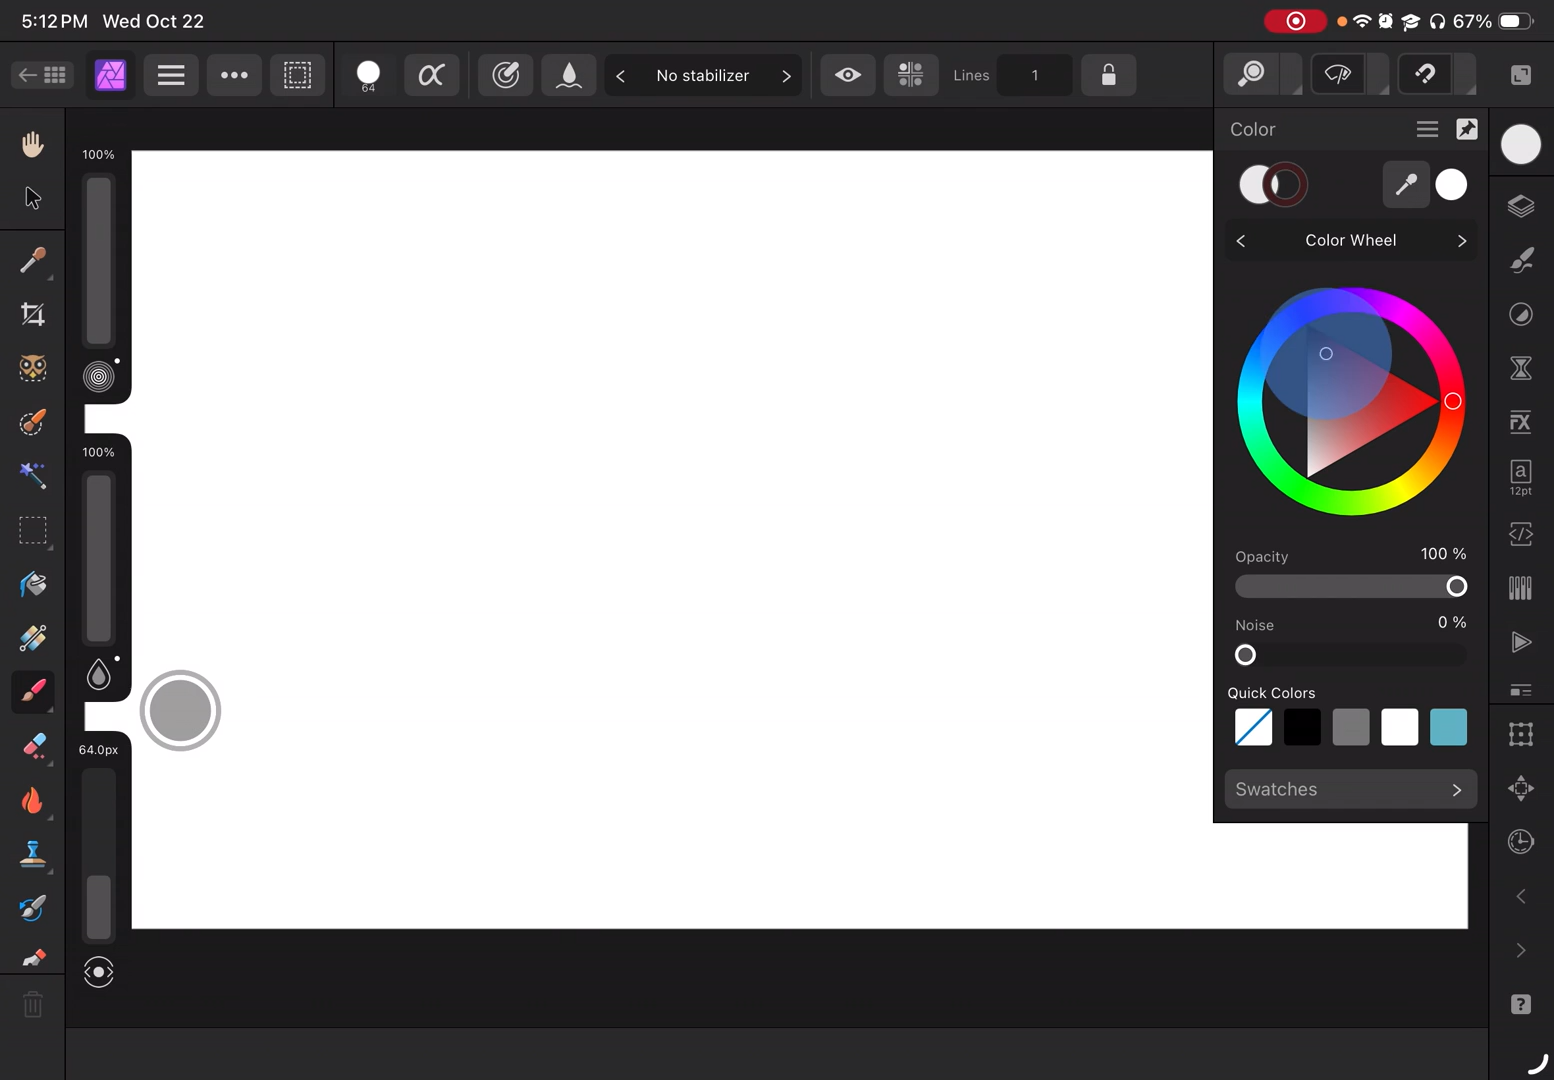 5:12 PM Wed Oct 22
67%
64
α
No stabilizer
Lines 1
Color
100%
Color Wheel
100%
a
12pt
Opacity 100 %
Noise 0 %
Quick Colors
64.0px
Swatches
FX
?